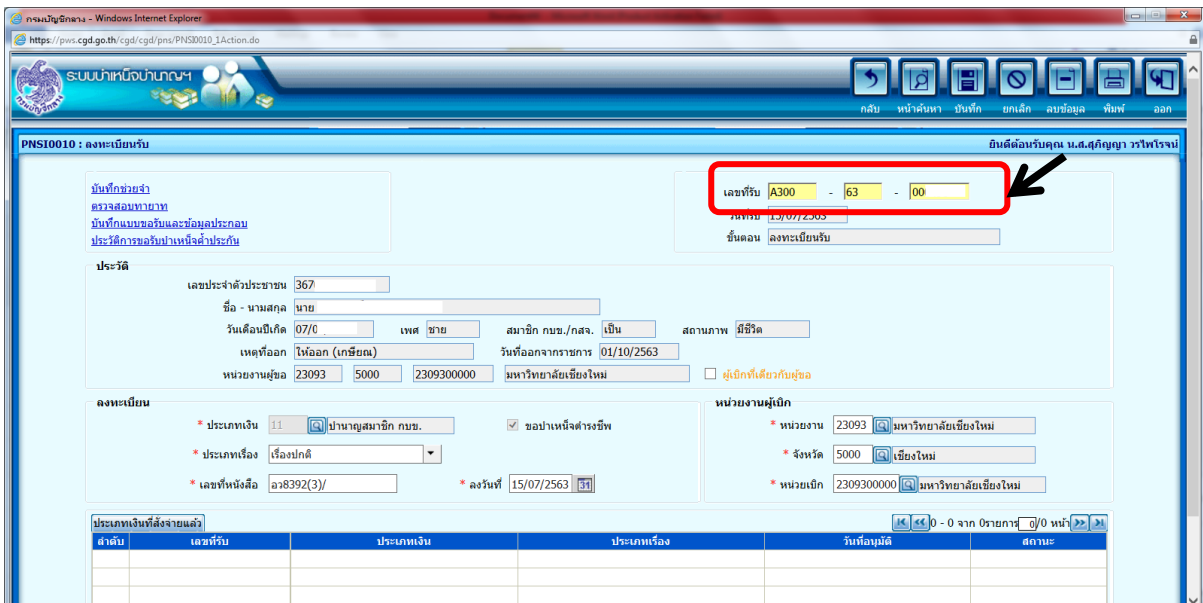 กรมบัญชีกลาง - Windows Internet Explorer
https://pws.cgd.go.th/cgd/cgd/pns/PNSI0010_1Action.do
ระบบบำเหน็จบำนาญฯ
กรมบัญชีกลาง
กลับ หน้าค้นหา บันทึก ยกเลิก ลบข้อมูล พิมพ์ ออก
PNSI0010 : ลงทะเบียนรับ ยินดีต้อนรับคุณ น.ส.สุภิญญา วรไพโรจน์
บันทึกช่วยจำ
ตรวจสอบทายาท
บันทึกแบบขอรับและข้อมูลประกอบ
ประวัติการขอรับบำเหน็จค้ำประกัน
เลขที่รับ A300 - 63 - 00
วันที่รับ 15/07/2563
ขั้นตอน ลงทะเบียนรับ
ประวัติ
เลขประจำตัวประชาชน 367
ชื่อ - นามสกุล นาย
วันเดือนปีเกิด 07/0 เพศ ชาย สมาชิก กบข./กสจ. เป็น สถานภาพ มีชีวิต
เหตุที่ออก ให้ออก (เกษียณ) วันที่ออกจากราชการ 01/10/2563
หน่วยงานผู้ขอ 23093 5000 2309300000 มหาวิทยาลัยเชียงใหม่ ผู้เบิกที่เดียวกับผู้ขอ
ลงทะเบียน
* ประเภทเงิน 11 บำนาญสมาชิก กบข. ขอบำเหน็จดำรงชีพ
* ประเภทเรื่อง เรื่องปกติ
* เลขที่หนังสือ อว8392(3)/ * ลงวันที่ 15/07/2563 31
หน่วยงานผู้เบิก
* หน่วยงาน 23093 มหาวิทยาลัยเชียงใหม่
* จังหวัด 5000 เชียงใหม่
* หน่วยเบิก 2309300000 มหาวิทยาลัยเชียงใหม่
ประเภทเงินที่สั่งจ่ายแล้ว 0 - 0 จาก 0รายการ 0/0 หน้า
ลำดับ เลขที่รับ ประเภทเงิน ประเภทเรื่อง วันที่อนุมัติ สถานะ